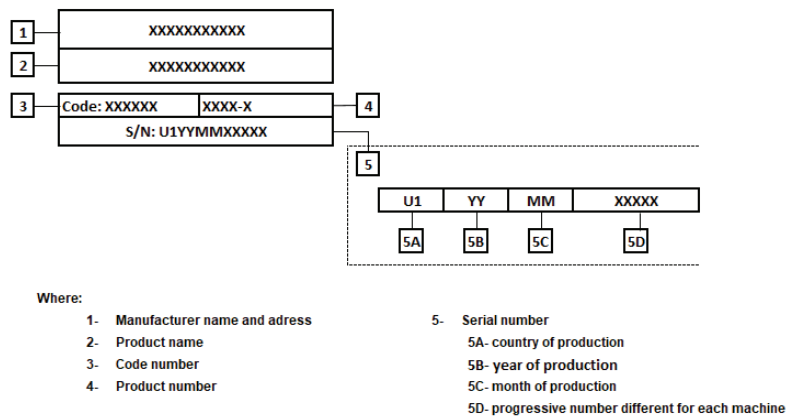 1
XXXXXXXXXXX
2
XXXXXXXXXXX
3
Code: XXXXXX
XXXX-X
4
S/N: U1YYMMXXXXX
5
U1
YY
MM
XXXXX
5A
5B
5C
5D
Where:
1- Manufacturer name and adress
2- Product name
3- Code number
4- Product number
5- Serial number
5A- country of production
5B- year of production
5C- month of production
5D- progressive number different for each machine